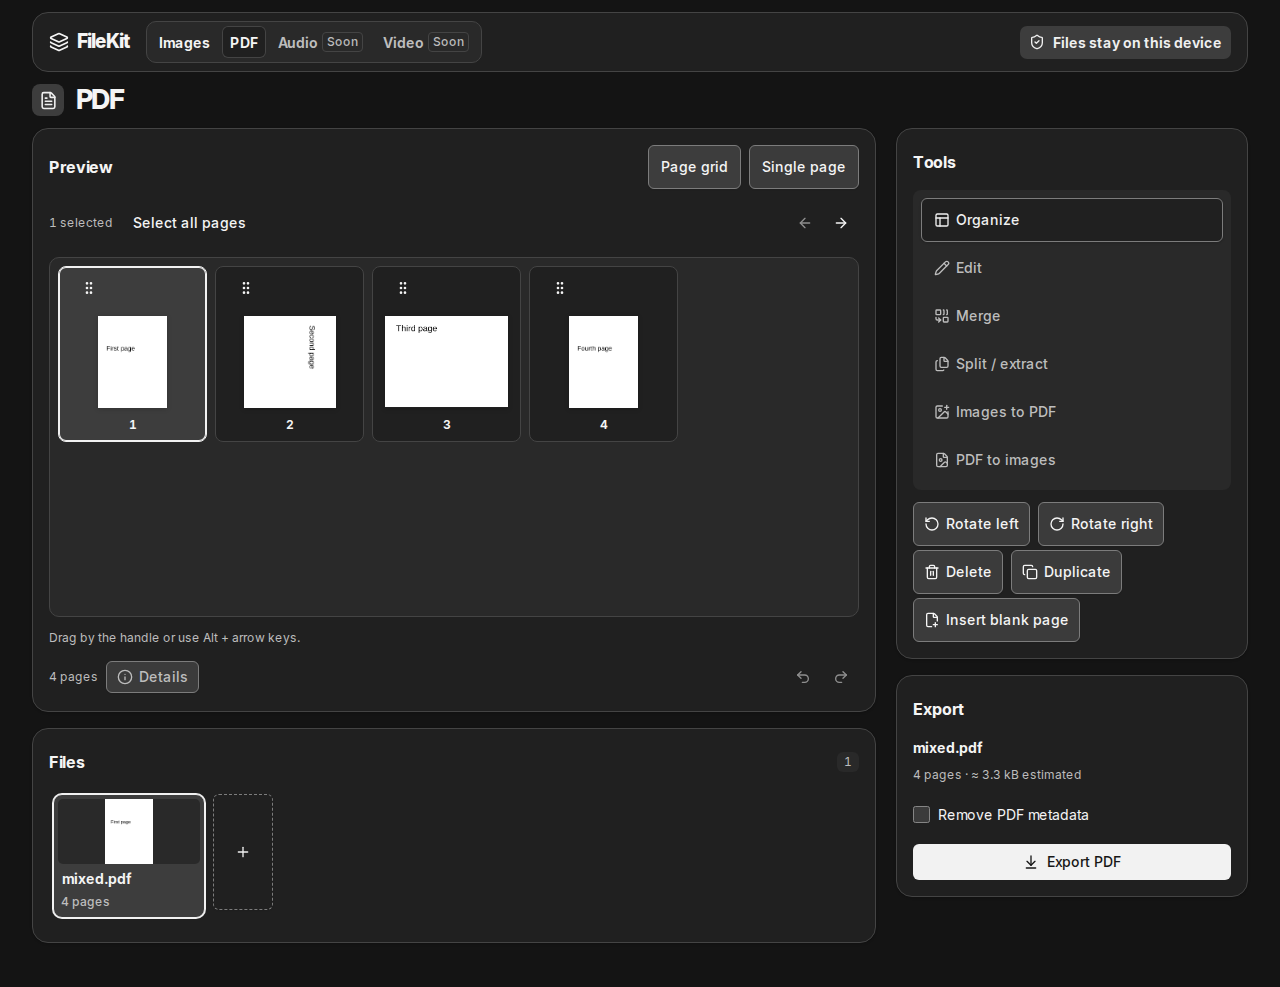 FileKit
Images
PDF
Audio Soon
Video Soon
Files stay on this device
PDF
Preview
Page grid
Single page
1 selected
Select all pages
First page
1
Second page
2
Third page
3
Fourth page
4
Drag by the handle or use Alt + arrow keys.
4 pages
Details
Files
1
First page
mixed.pdf
4 pages
Tools
Organize
Edit
Merge
Split / extract
Images to PDF
PDF to images
Rotate left
Rotate right
Delete
Duplicate
Insert blank page
Export
mixed.pdf
4 pages · ≈ 3.3 kB estimated
Remove PDF metadata
Export PDF